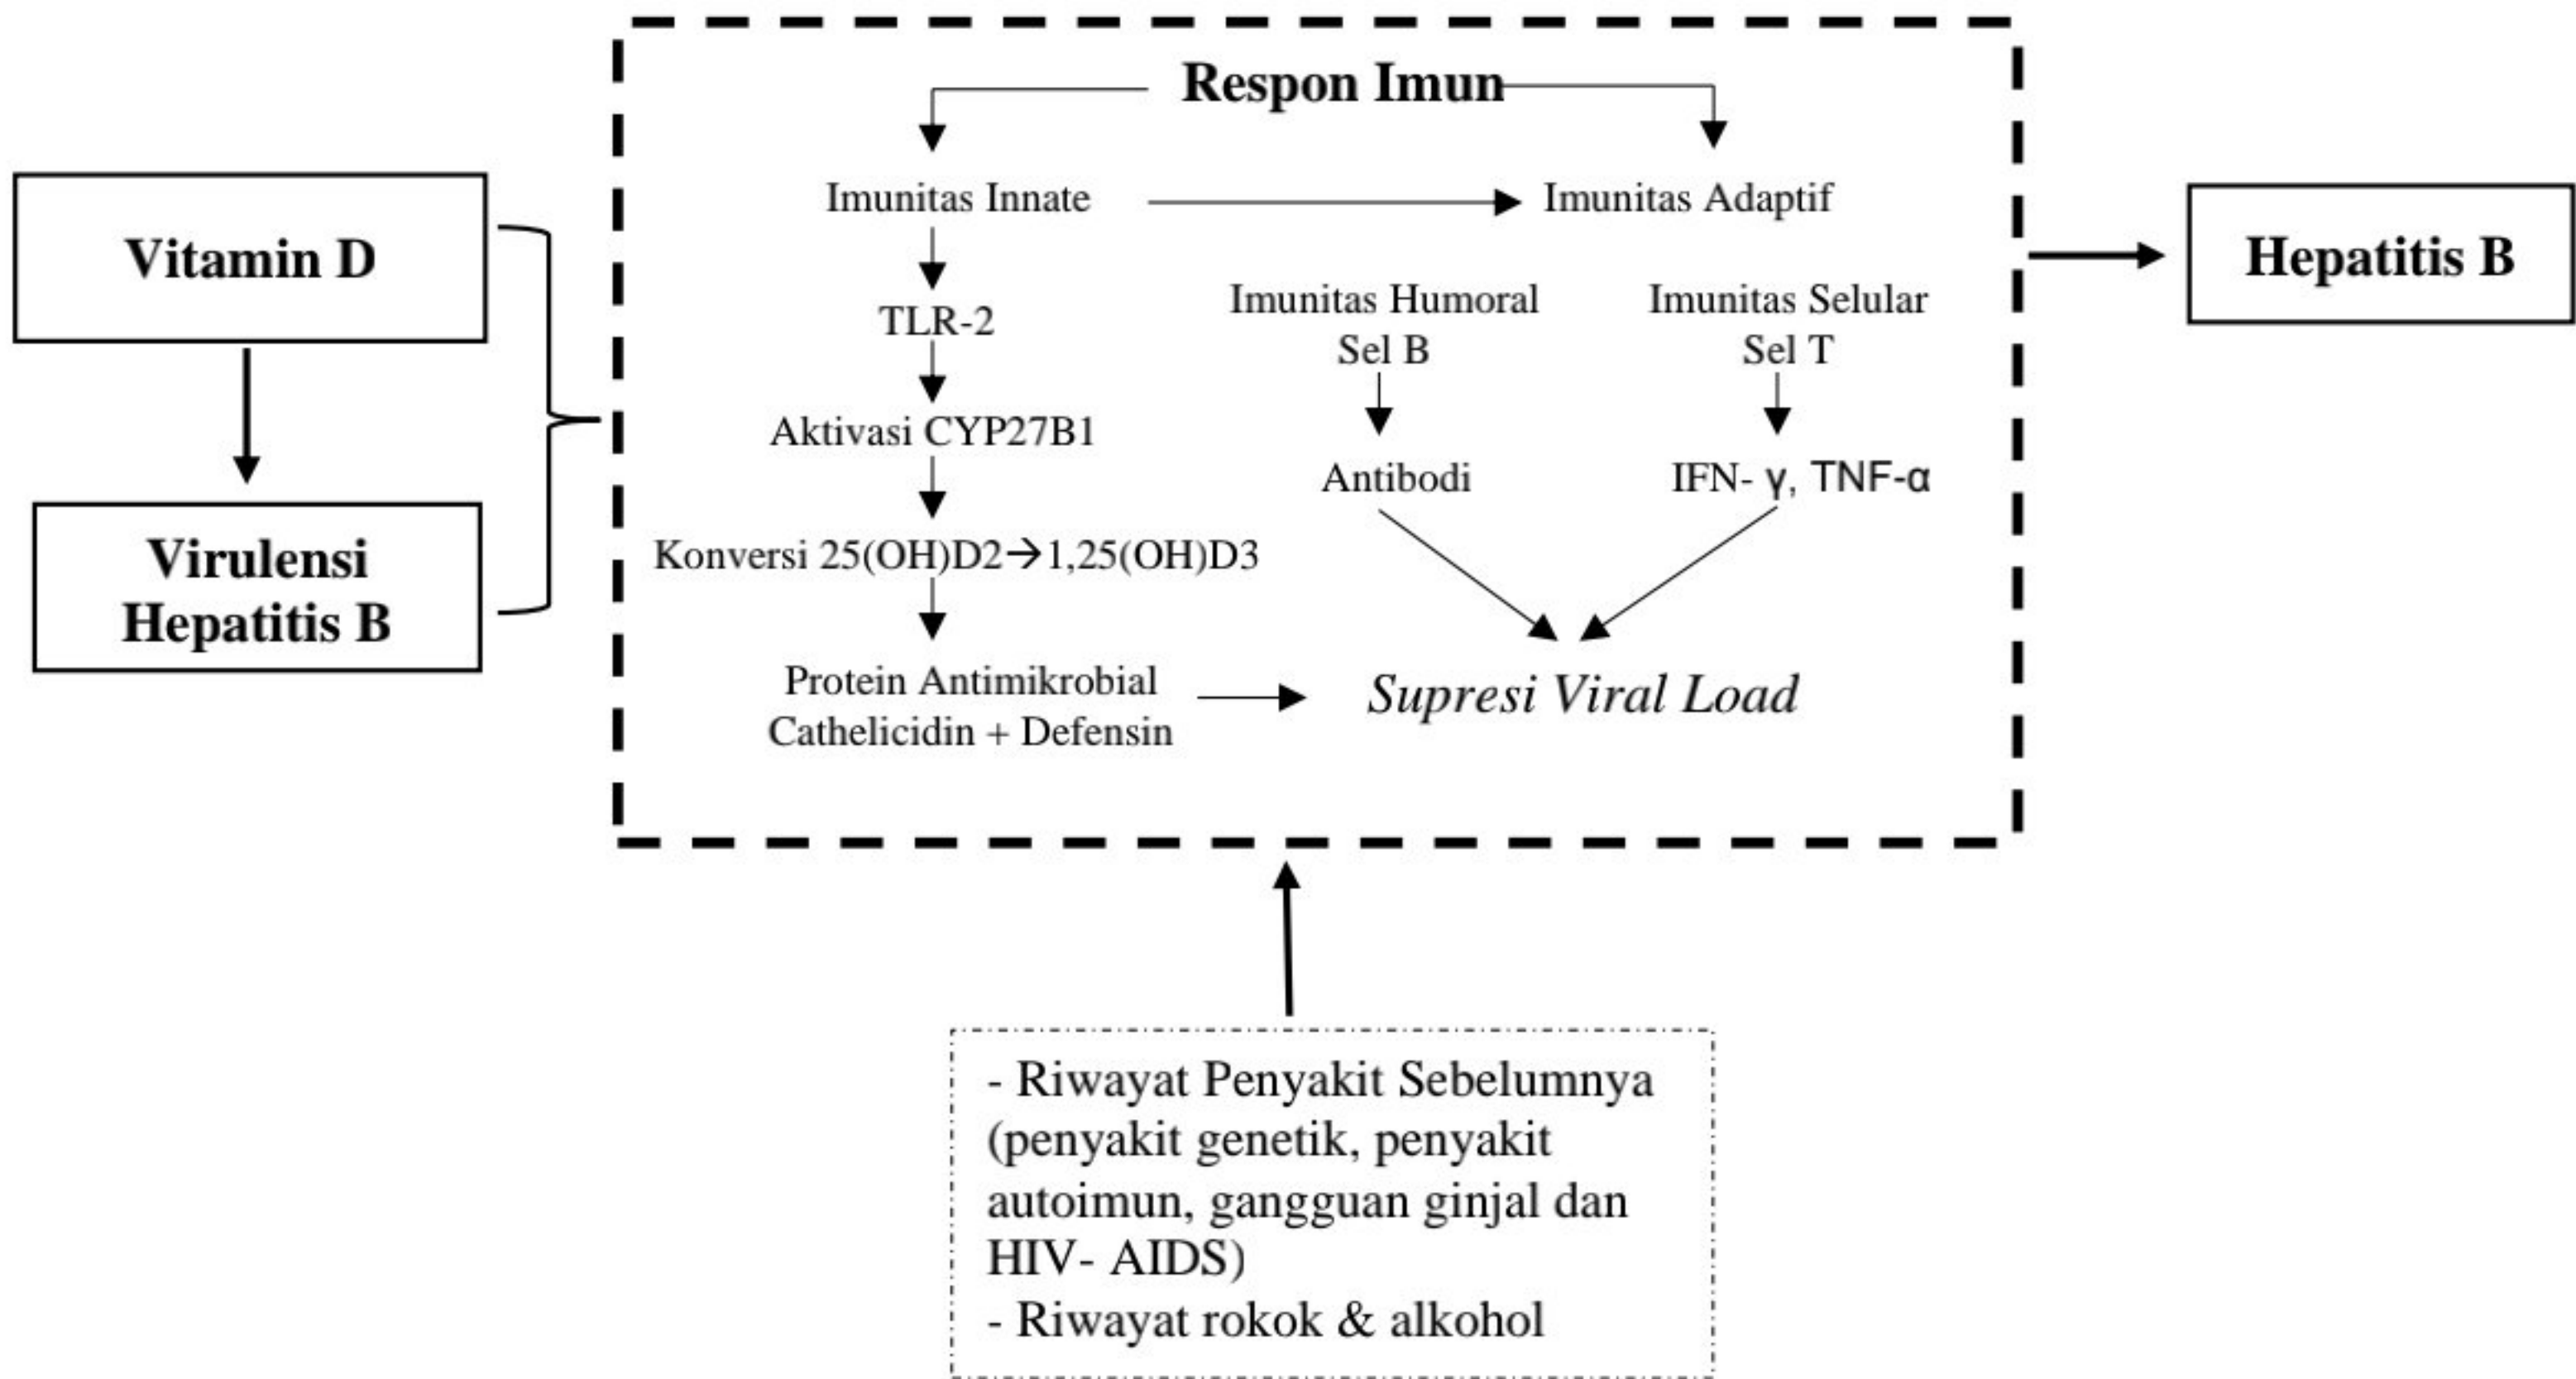 Respon Imun
Imunitas Innate
Imunitas Adaptif
Vitamin D
Hepatitis B
TLR-2
Imunitas Humoral
Sel B
Imunitas Selular
Sel T
Aktivasi CYP27B1
Antibodi
IFN- γ, TNF-α
Konversi 25(OH)D2→1,25(OH)D3
Virulensi
Hepatitis B
Protein Antimikrobial
Cathelicidin + Defensin
Supresi Viral Load
- Riwayat Penyakit Sebelumnya
(penyakit genetik, penyakit
autoimun, gangguan ginjal dan
HIV- AIDS)
- Riwayat rokok & alkohol